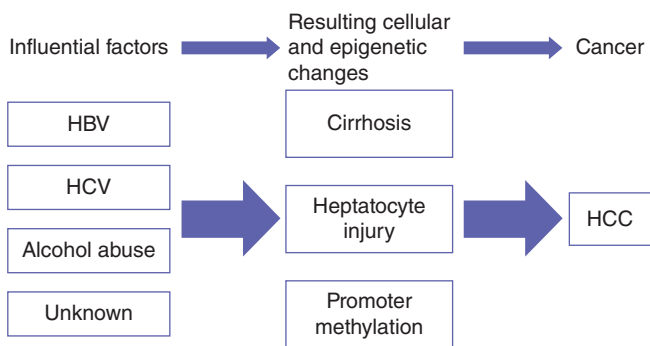 Influential factors
Resulting cellular
and epigenetic
changes
Cancer
HBV
HCV
Alcohol abuse
Unknown
Cirrhosis
Heptatocyte
injury
Promoter
methylation
HCC